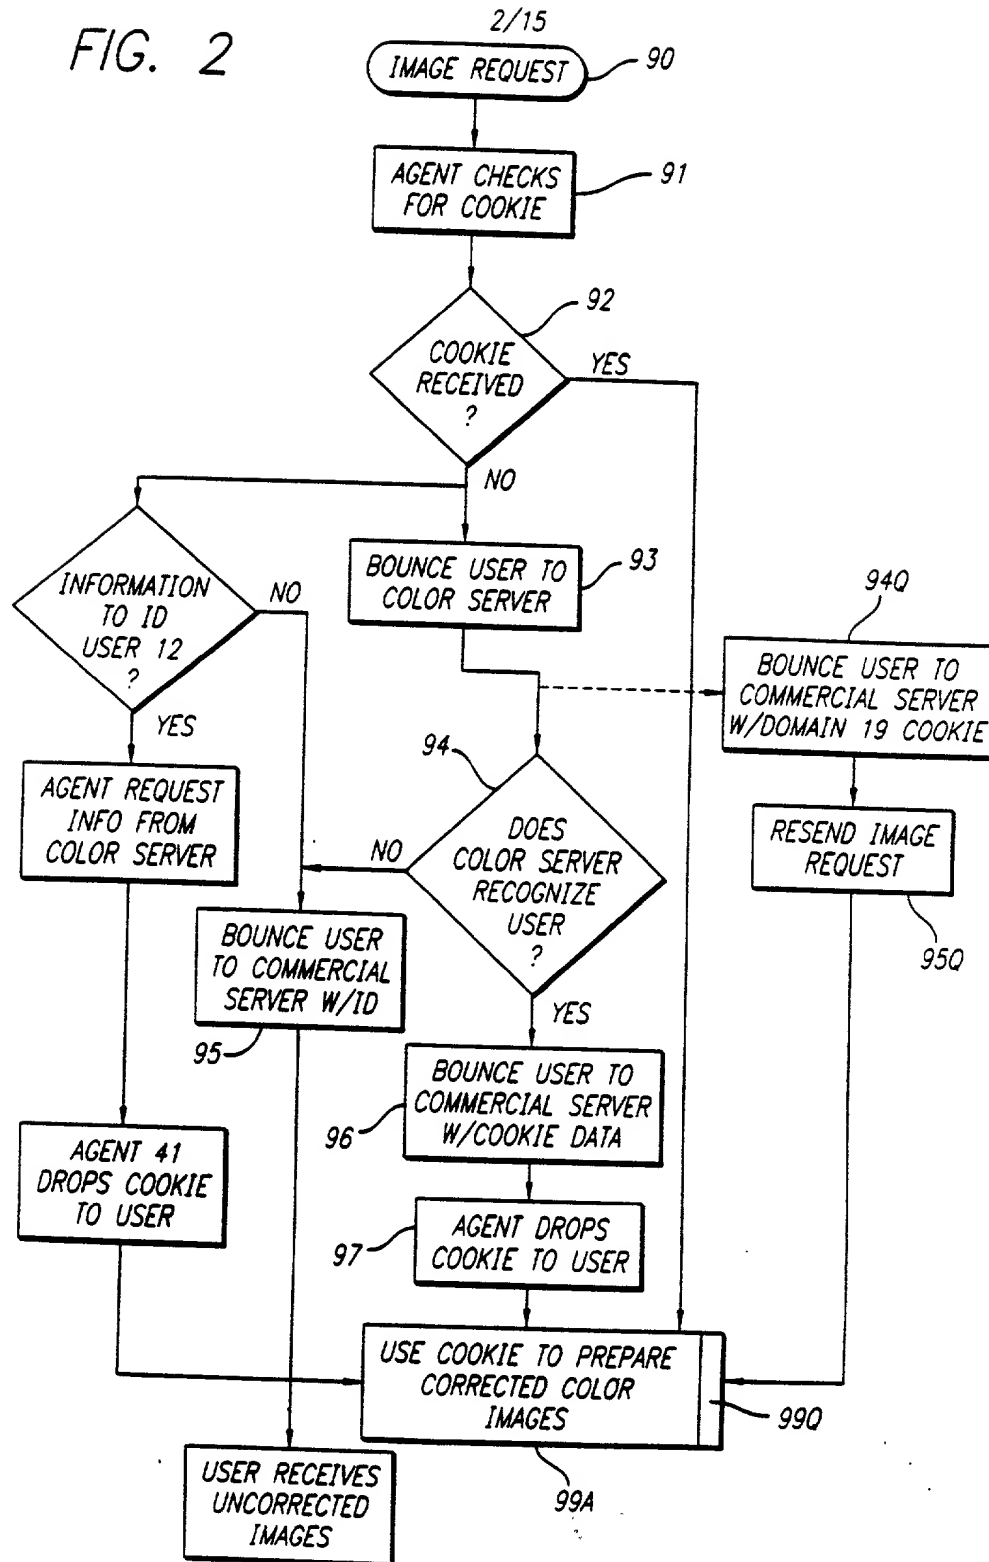 2/15
FIG. 2
IMAGE REQUEST
90
AGENT CHECKS
FOR COOKIE
91
92
COOKIE
RECEIVED
?
YES
NO
INFORMATION
TO ID
USER 12
?
NO
YES
BOUNCE USER TO
COLOR SERVER
93
94Q
BOUNCE USER TO
COMMERCIAL SERVER
W/DOMAIN 19 COOKIE
AGENT REQUEST
INFO FROM
COLOR SERVER
94
DOES
COLOR SERVER
RECOGNIZE
USER
?
NO
YES
RESEND IMAGE
REQUEST
95Q
BOUNCE USER
TO COMMERCIAL
SERVER W/ID
95
BOUNCE USER TO
COMMERCIAL SERVER
W/COOKIE DATA
96
AGENT 41
DROPS COOKIE
TO USER
AGENT DROPS
COOKIE TO USER
97
USE COOKIE TO PREPARE
CORRECTED COLOR
IMAGES
99Q
99A
USER RECEIVES
UNCORRECTED
IMAGES